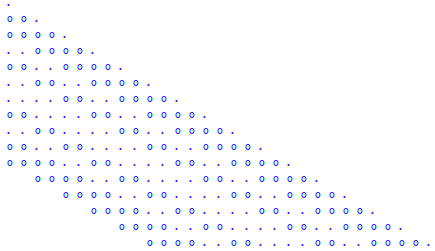 .
o o .
o o o o .
. . o o o o .
o o . . o o o o .
. . o o . . o o o o .
. . . . o o . . o o o o .
o o . . . . o o . . o o o o .
. . o o . . . . o o . . o o o o .
o o . . o o . . . . o o . . o o o o .
o o o o . . o o . . . . o o . . o o o o .
o o o o . . o o . . . . o o . . o o o o .
o o o o . . o o . . . . o o . . o o o o .
o o o o . . o o . . . . o o . . o o o o .
o o o o . . o o . . . . o o . . o o o o .
o o o o . . o o . . . . o o . . o o o o .